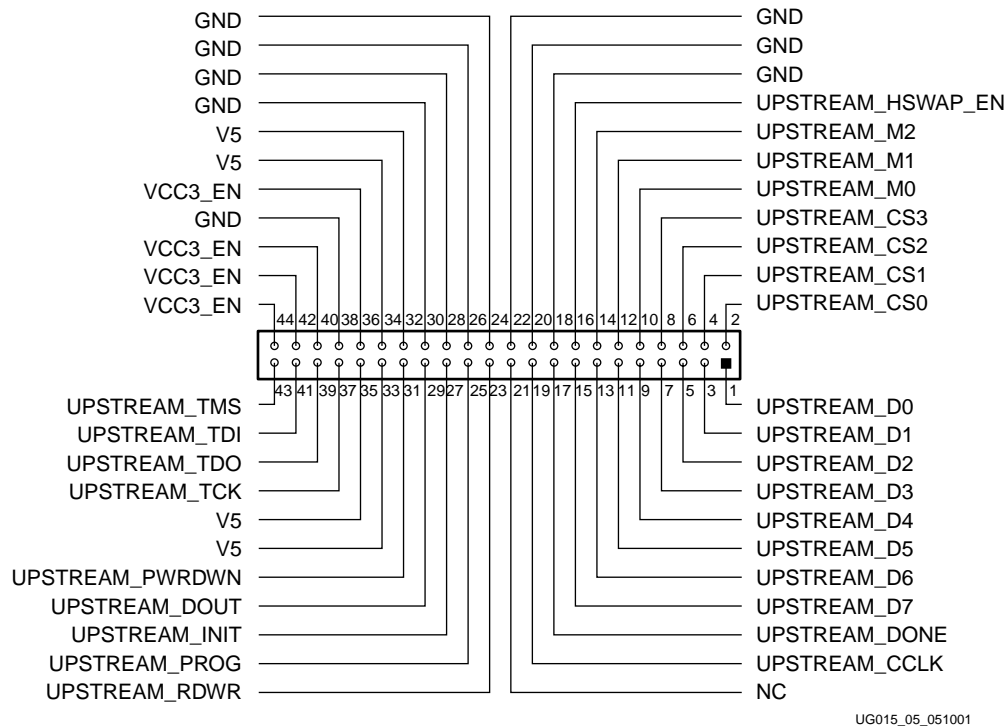 GND GND
GND GND
GND GND
GND UPSTREAM_HSWAP_EN
V5 UPSTREAM_M2
V5 UPSTREAM_M1
VCC3_EN UPSTREAM_M0
GND UPSTREAM_CS3
VCC3_EN UPSTREAM_CS2
VCC3_EN UPSTREAM_CS1
VCC3_EN UPSTREAM_CS0
44 42 40 38 36 34 32 30 28 26 24 22 20 18 16 14 12 10 8 6 4 2
43 41 39 37 35 33 31 29 27 25 23 21 19 17 15 13 11 9 7 5 3 1
UPSTREAM_TMS UPSTREAM_D0
UPSTREAM_TDI UPSTREAM_D1
UPSTREAM_TDO UPSTREAM_D2
UPSTREAM_TCK UPSTREAM_D3
V5 UPSTREAM_D4
V5 UPSTREAM_D5
UPSTREAM_PWRDWN UPSTREAM_D6
UPSTREAM_DOUT UPSTREAM_D7
UPSTREAM_INIT UPSTREAM_DONE
UPSTREAM_PROG UPSTREAM_CCLK
UPSTREAM_RDWR NC
UG015_05_051001